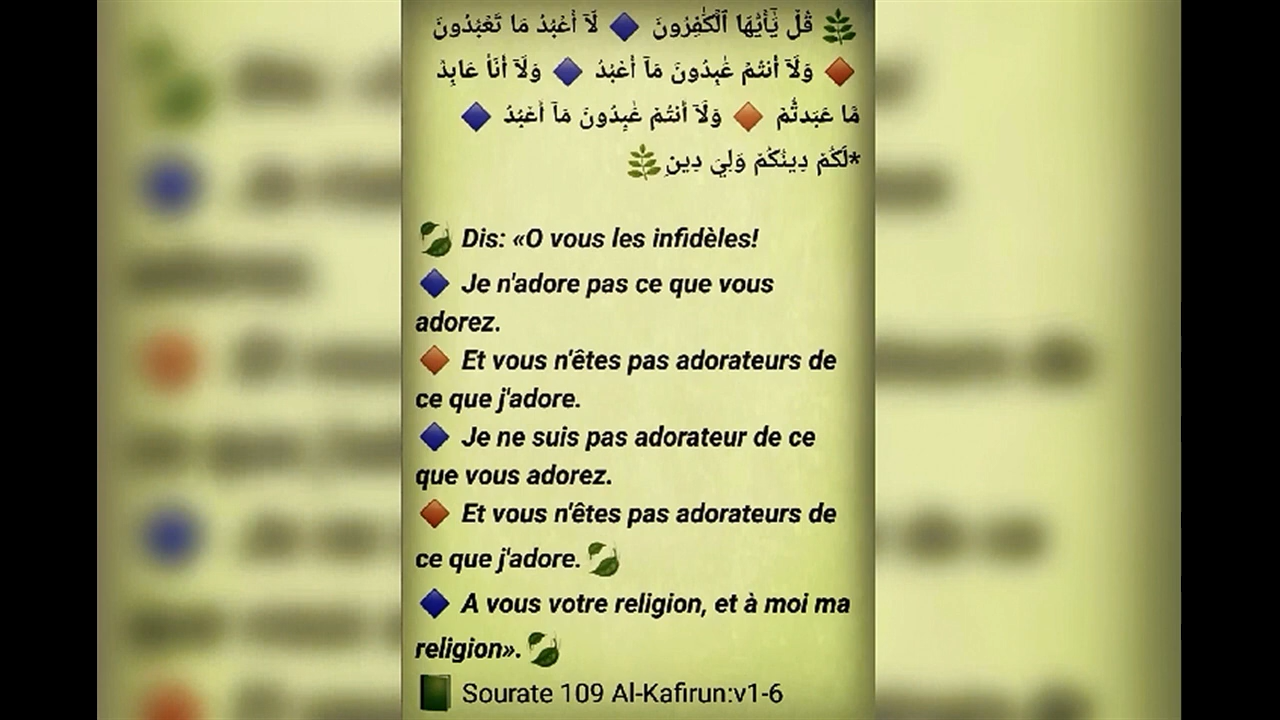 قُلۡ يَٰٓأَيُّهَا ٱلۡكَٰفِرُونَ لَآ أَعۡبُدُ مَا تَعۡبُدُونَ
وَلَآ أَنتُمۡ عَٰبِدُونَ مَآ أَعۡبُدُ وَلَآ أَنَا۠ عَابِدٞ
مَّا عَبَدتُّمۡ وَلَآ أَنتُمۡ عَٰبِدُونَ مَآ أَعۡبُدُ
*لَكُمۡ دِينُكُمۡ وَلِيَ دِينِ
Dis: «O vous les infidèles!
Je n'adore pas ce que vous
adorez.
Et vous n'êtes pas adorateurs de
ce que j'adore.
Je ne suis pas adorateur de ce
que vous adorez.
Et vous n'êtes pas adorateurs de
ce que j'adore.
A vous votre religion, et à moi ma
religion».
Sourate 109 Al-Kafirun:v1-6